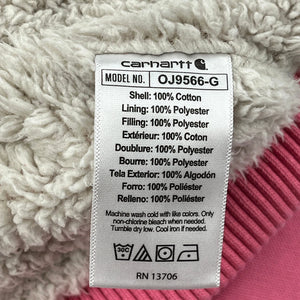 carhartt
MODEL NO. OJ9566-G
Shell: 100% Cotton
Lining: 100% Polyester
Filling: 100% Polyester
Extérieur: 100% Coton
Doublure: 100% Polyester
Bourre: 100% Polyester
Tela Exterior: 100% Algodón
Forro: 100% Poliéster
Relleno: 100% Poliéster
Machine wash cold with like colors. Only
non-chlorine bleach when needed.
Tumble dry low. Cool iron if needed.
RN 13706